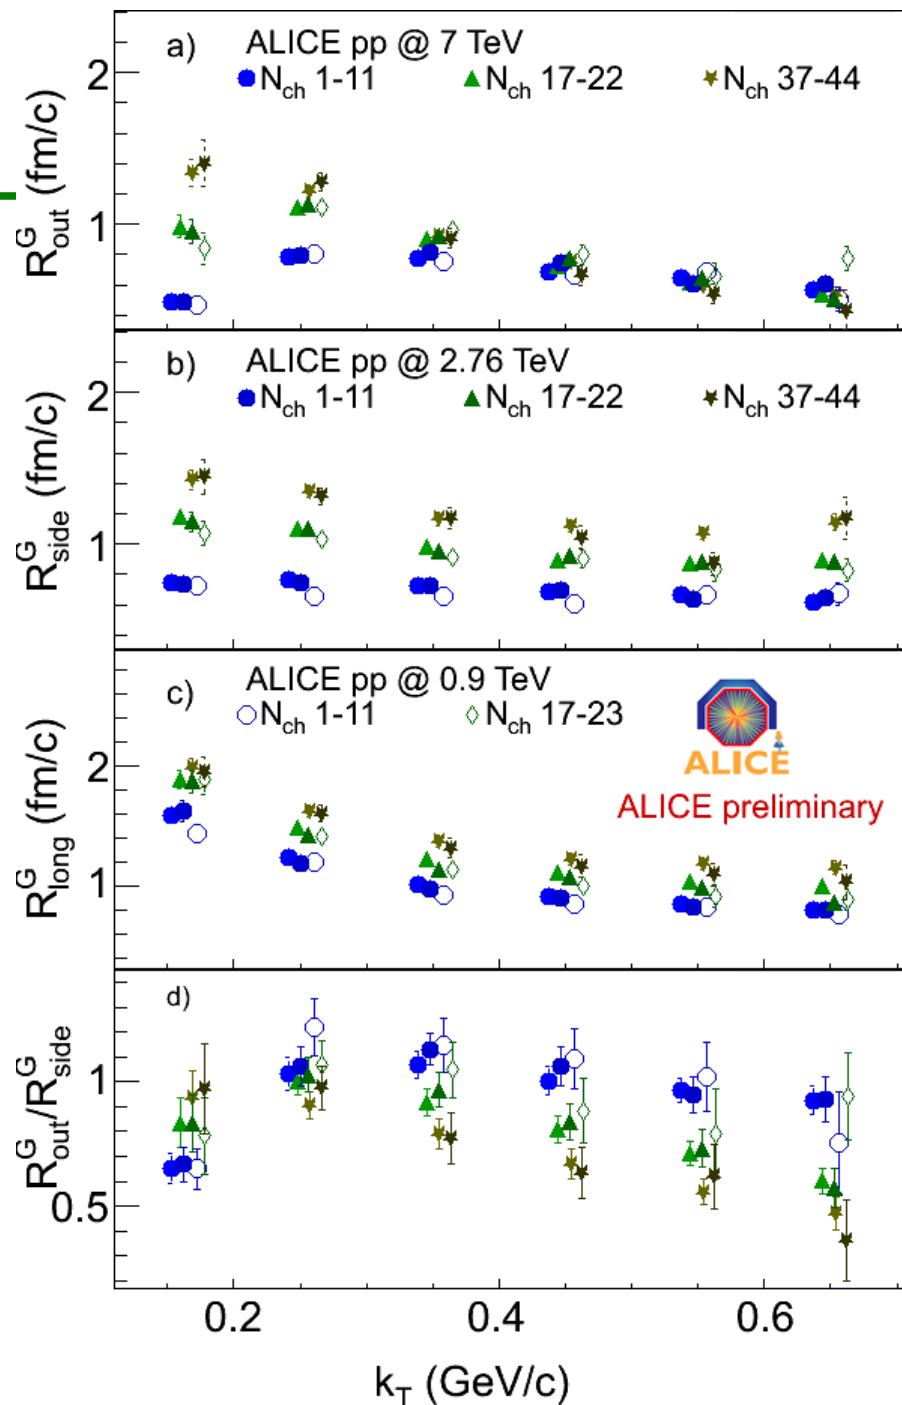 a) ALICE pp @ 7 TeV
N_ch 1-11 N_ch 17-22 N_ch 37-44
2
1
R^G_out (fm/c)
b) ALICE pp @ 2.76 TeV
N_ch 1-11 N_ch 17-22 N_ch 37-44
2
1
R^G_side (fm/c)
c) ALICE pp @ 0.9 TeV
N_ch 1-11 N_ch 17-23
ALICE
ALICE preliminary
2
1
R^G_long (fm/c)
d)
1
0.5
R^G_out/R^G_side
0.2 0.4 0.6
k_T (GeV/c)